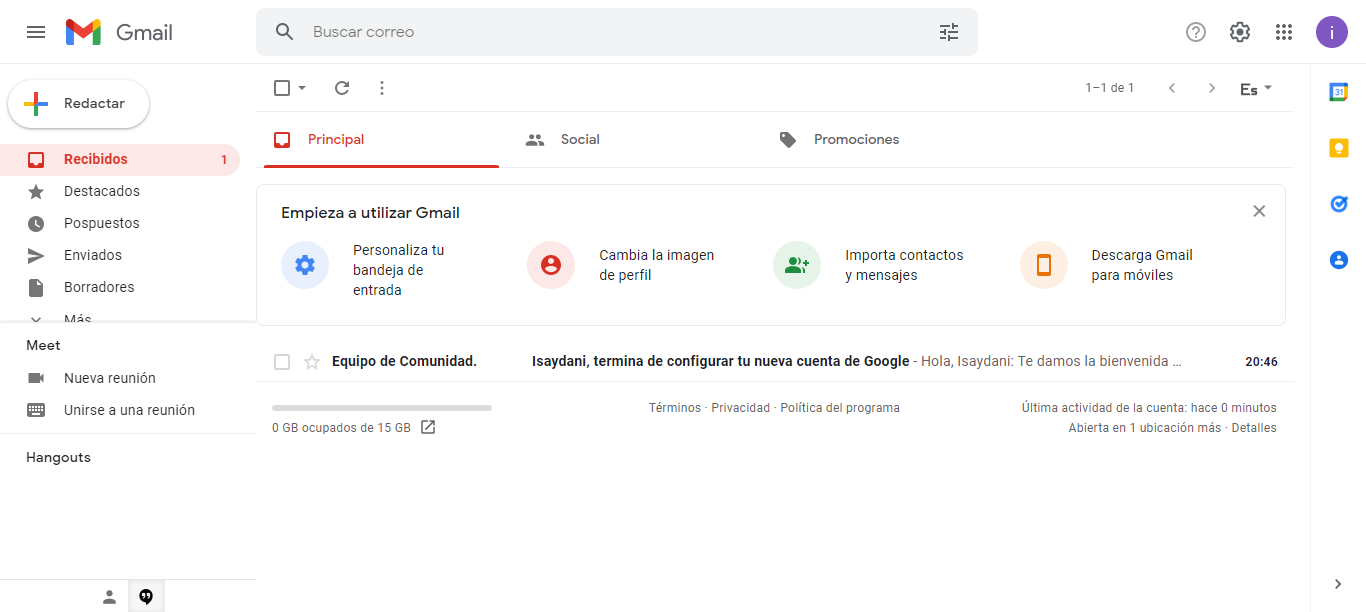 Gmail
Buscar correo
i
Redactar
1–1 de 1
Es
31
Principal
Social
Promociones
Recibidos 1
Destacados
Pospuestos
Enviados
Borradores
Más
Empieza a utilizar Gmail
Personaliza tu
bandeja de
entrada
Cambia la imagen
de perfil
Importa contactos
y mensajes
Descarga Gmail
para móviles
Meet
Nueva reunión
Unirse a una reunión
Hangouts
Equipo de Comunidad. Isaydani, termina de configurar tu nueva cuenta de Google - Hola, Isaydani: Te damos la bienvenida … 20:46
0 GB ocupados de 15 GB
Términos · Privacidad · Política del programa
Última actividad de la cuenta: hace 0 minutos
Abierta en 1 ubicación más · Detalles